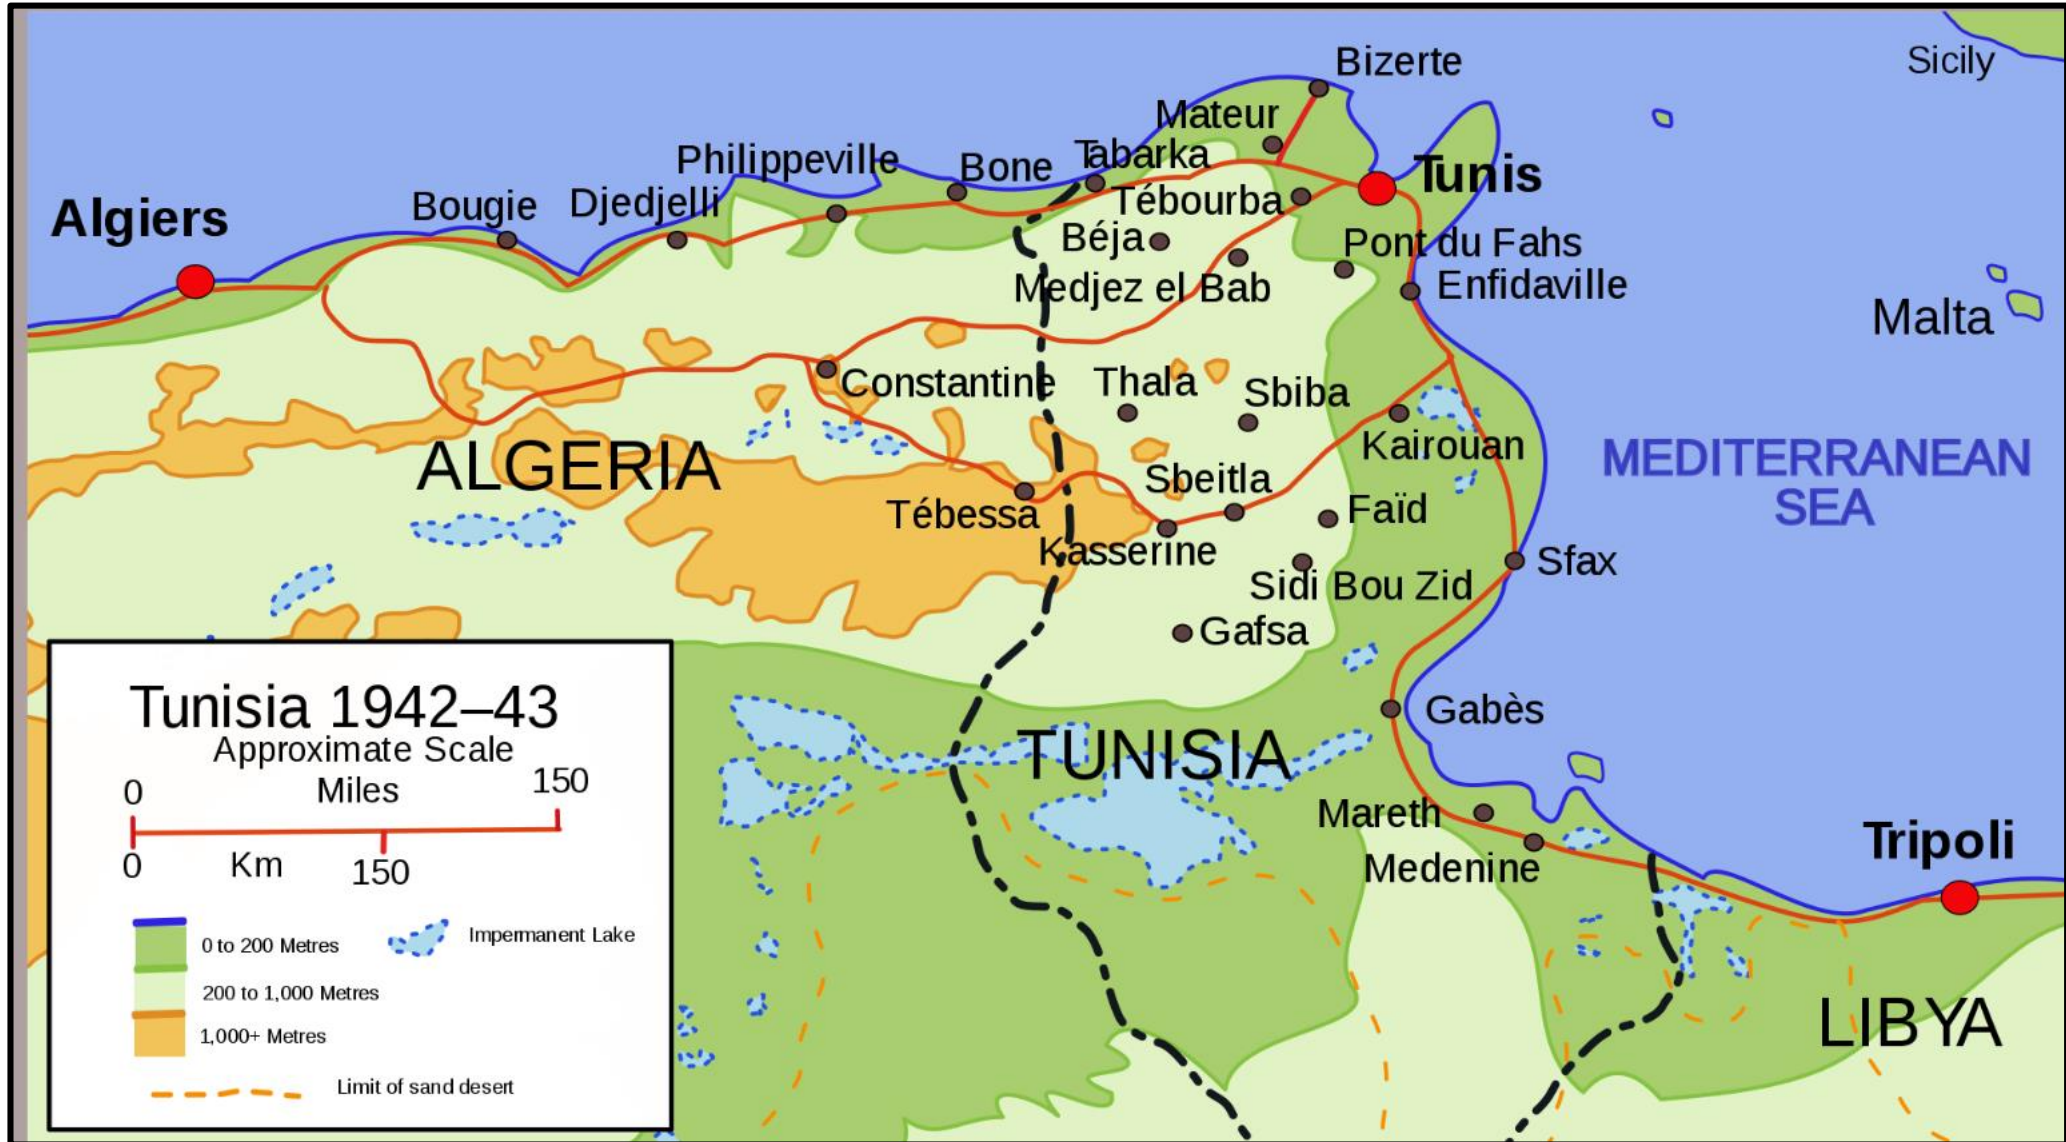 Bizerte
Sicily
Mateur
Philippeville
Bone
Tabarka
Tunis
Algiers
Bougie
Djedjelli
Tébourba
Béja
Pont du Fahs
Medjez el Bab
Enfidaville
Malta
Constantine
Thala
Sbiba
ALGERIA
Kairouan
MEDITERRANEAN
SEA
Sbeitla
Tébessa
Faïd
Kasserine
Sfax
Sidi Bou Zid
Gafsa
Gabès
TUNISIA
Mareth
Tripoli
Medenine
LIBYA
Tunisia 1942–43
Approximate Scale
0 Miles 150
0 Km 150
0 to 200 Metres
Impermanent Lake
200 to 1,000 Metres
1,000+ Metres
Limit of sand desert